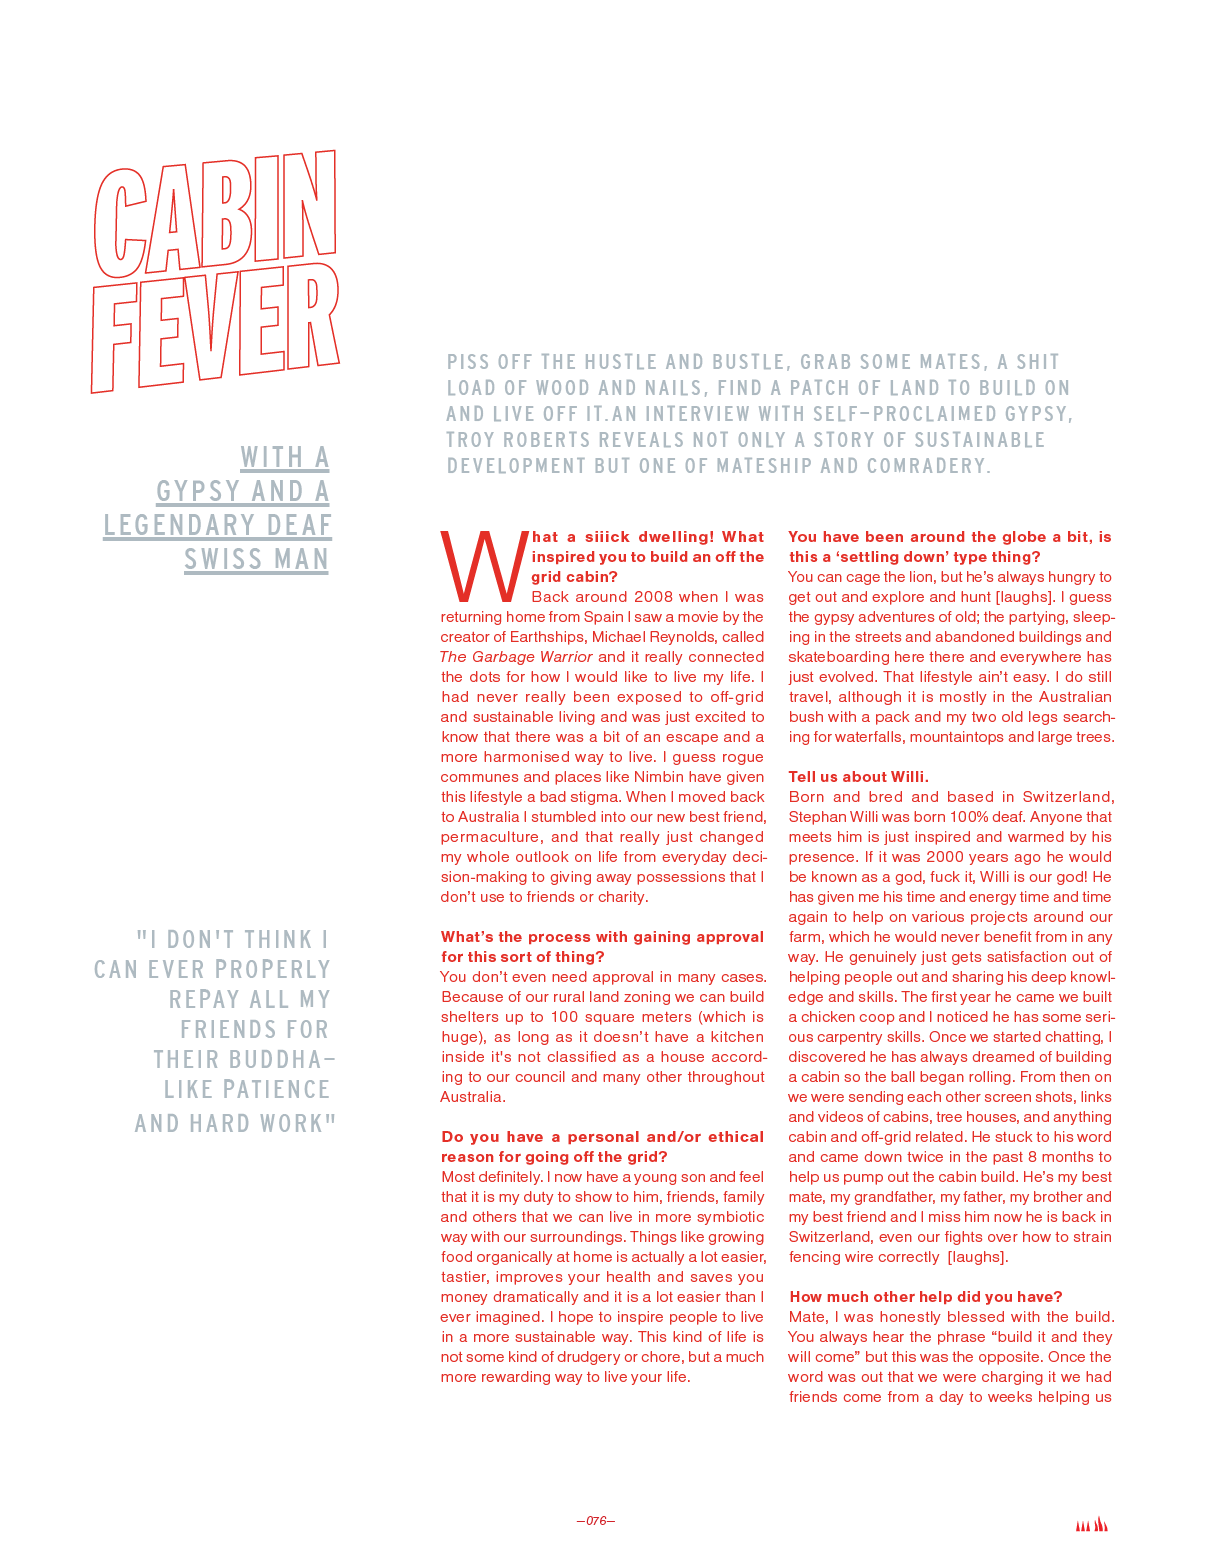 CABIN
FEVER
WITH A
GYPSY AND A
LEGENDARY DEAF
SWISS MAN
PISS OFF THE HUSTLE AND BUSTLE, GRAB SOME MATES, A SHIT
LOAD OF WOOD AND NAILS, FIND A PATCH OF LAND TO BUILD ON
AND LIVE OFF IT.AN INTERVIEW WITH SELF-PROCLAIMED GYPSY,
TROY ROBERTS REVEALS NOT ONLY A STORY OF SUSTAINABLE
DEVELOPMENT BUT ONE OF MATESHIP AND COMRADERY.
"I DON'T THINK I
CAN EVER PROPERLY
REPAY ALL MY
FRIENDS FOR
THEIR BUDDHA-
LIKE PATIENCE
AND HARD WORK"
What a siiick dwelling! What
inspired you to build an off the
grid cabin?
Back around 2008 when I was
returning home from Spain I saw a movie by the
creator of Earthships, Michael Reynolds, called
The Garbage Warrior and it really connected
the dots for how I would like to live my life. I
had never really been exposed to off-grid
and sustainable living and was just excited to
know that there was a bit of an escape and a
more harmonised way to live. I guess rogue
communes and places like Nimbin have given
this lifestyle a bad stigma. When I moved back
to Australia I stumbled into our new best friend,
permaculture, and that really just changed
my whole outlook on life from everyday deci-
sion-making to giving away possessions that I
don’t use to friends or charity.
What’s the process with gaining approval
for this sort of thing?
You don’t even need approval in many cases.
Because of our rural land zoning we can build
shelters up to 100 square meters (which is
huge), as long as it doesn’t have a kitchen
inside it's not classified as a house accord-
ing to our council and many other throughout
Australia.
Do you have a personal and/or ethical
reason for going off the grid?
Most definitely. I now have a young son and feel
that it is my duty to show to him, friends, family
and others that we can live in more symbiotic
way with our surroundings. Things like growing
food organically at home is actually a lot easier,
tastier, improves your health and saves you
money dramatically and it is a lot easier than I
ever imagined. I hope to inspire people to live
in a more sustainable way. This kind of life is
not some kind of drudgery or chore, but a much
more rewarding way to live your life.
You have been around the globe a bit, is
this a ‘settling down’ type thing?
You can cage the lion, but he’s always hungry to
get out and explore and hunt [laughs]. I guess
the gypsy adventures of old; the partying, sleep-
ing in the streets and abandoned buildings and
skateboarding here there and everywhere has
just evolved. That lifestyle ain’t easy. I do still
travel, although it is mostly in the Australian
bush with a pack and my two old legs search-
ing for waterfalls, mountaintops and large trees.
Tell us about Willi.
Born and bred and based in Switzerland,
Stephan Willi was born 100% deaf. Anyone that
meets him is just inspired and warmed by his
presence. If it was 2000 years ago he would
be known as a god, fuck it, Willi is our god! He
has given me his time and energy time and time
again to help on various projects around our
farm, which he would never benefit from in any
way. He genuinely just gets satisfaction out of
helping people out and sharing his deep knowl-
edge and skills. The first year he came we built
a chicken coop and I noticed he has some seri-
ous carpentry skills. Once we started chatting, I
discovered he has always dreamed of building
a cabin so the ball began rolling. From then on
we were sending each other screen shots, links
and videos of cabins, tree houses, and anything
cabin and off-grid related. He stuck to his word
and came down twice in the past 8 months to
help us pump out the cabin build. He’s my best
mate, my grandfather, my father, my brother and
my best friend and I miss him now he is back in
Switzerland, even our fights over how to strain
fencing wire correctly [laughs].
How much other help did you have?
Mate, I was honestly blessed with the build.
You always hear the phrase “build it and they
will come” but this was the opposite. Once the
word was out that we were charging it we had
friends come from a day to weeks helping us
—076—